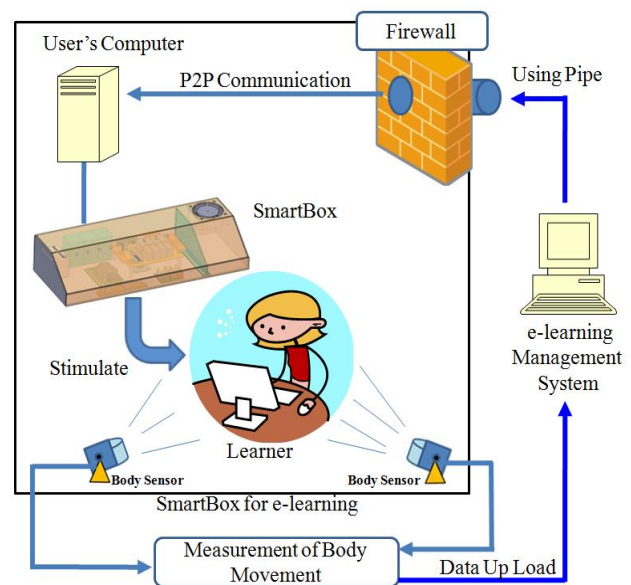 Firewall
User's Computer
P2P Communication
Using Pipe
SmartBox
Stimulate
e-learning
Management
System
Learner
Body Sensor
Body Sensor
SmartBox for e-learning
Measurement of Body
Movement
Data Up Load